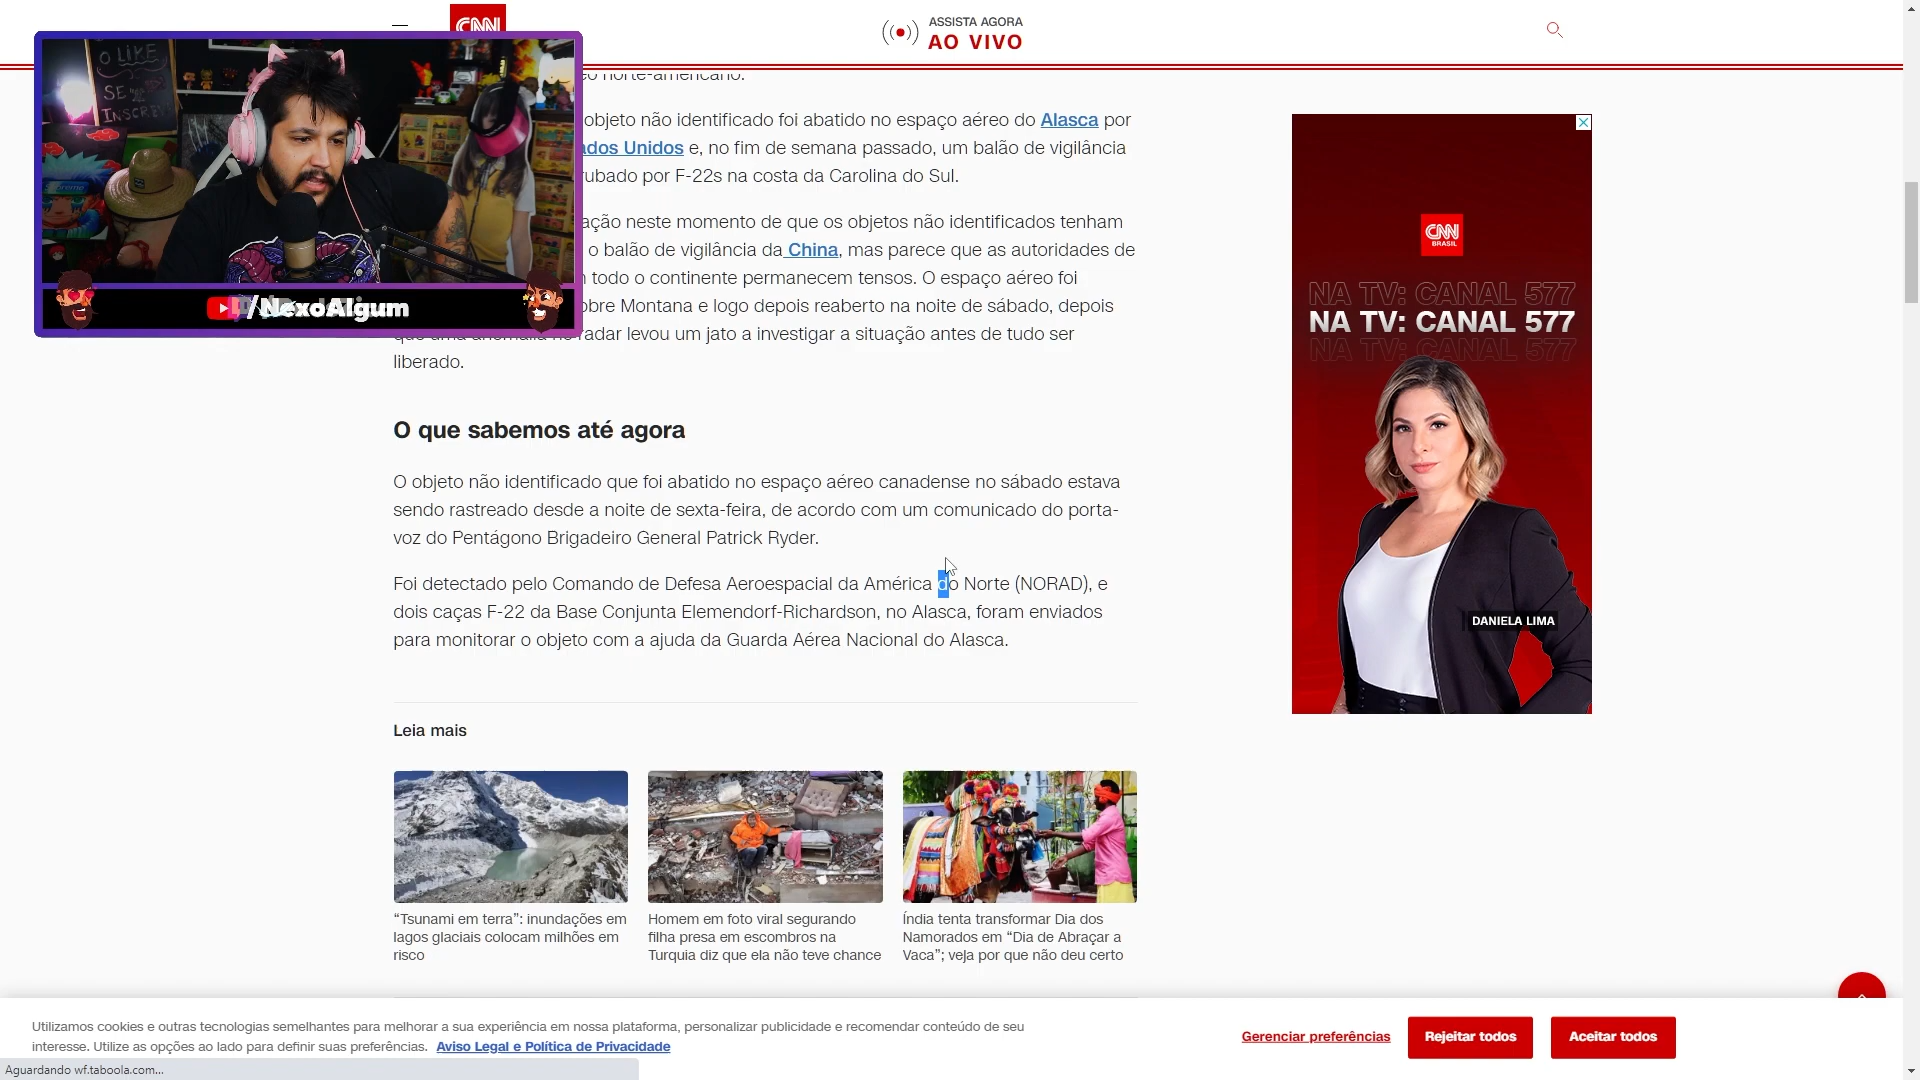 CNN
ASSISTA AGORA
AO VIVO
O LIKE
SE
INSCREV
/NexoAlgum
norte-americano.
objeto não identificado foi abatido no espaço aéreo do Alasca por
ados Unidos e, no fim de semana passado, um balão de vigilância
rubado por F-22s na costa da Carolina do Sul.
ação neste momento de que os objetos não identificados tenham
o balão de vigilância da China, mas parece que as autoridades de
todo o continente permanecem tensos. O espaço aéreo foi
obre Montana e logo depois reaberto na noite de sábado, depois
que uma anomalia no radar levou um jato a investigar a situação antes de tudo ser
liberado.
O que sabemos até agora
O objeto não identificado que foi abatido no espaço aéreo canadense no sábado estava
sendo rastreado desde a noite de sexta-feira, de acordo com um comunicado do porta-
voz do Pentágono Brigadeiro General Patrick Ryder.
Foi detectado pelo Comando de Defesa Aeroespacial da América do Norte (NORAD), e
dois caças F-22 da Base Conjunta Elemendorf-Richardson, no Alasca, foram enviados
para monitorar o objeto com a ajuda da Guarda Aérea Nacional do Alasca.
Leia mais
“Tsunami em terra”: inundações em
lagos glaciais colocam milhões em
risco
Homem em foto viral segurando
filha presa em escombros na
Turquia diz que ela não teve chance
Índia tenta transformar Dia dos
Namorados em “Dia de Abraçar a
Vaca”; veja por que não deu certo
CNN
BRASIL
NA TV: CANAL 577
NA TV: CANAL 577
NA TV: CANAL 577
DANIELA LIMA
Utilizamos cookies e outras tecnologias semelhantes para melhorar a sua experiência em nossa plataforma, personalizar publicidade e recomendar conteúdo de seu
interesse. Utilize as opções ao lado para definir suas preferências. Aviso Legal e Política de Privacidade
Gerenciar preferências
Rejeitar todos
Aceitar todos
Aguardando wf.taboola.com...